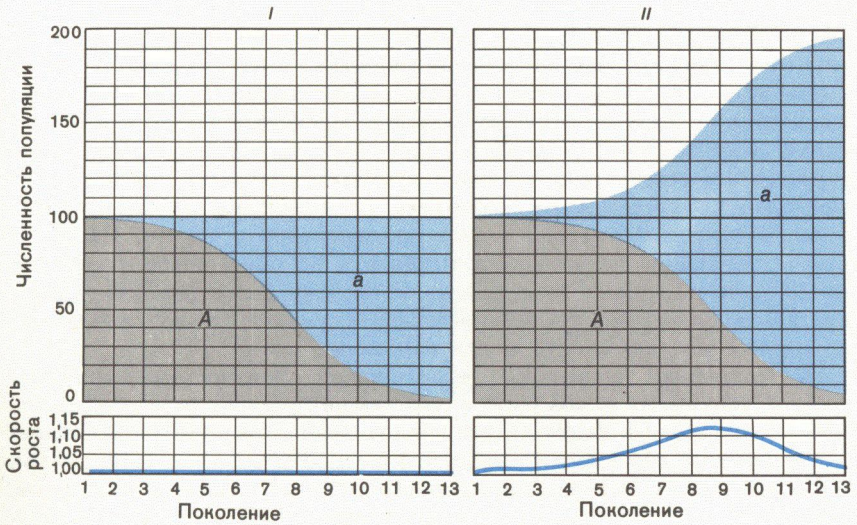 I
II
Численность популяции
200
150
100
50
0
а
А
а
А
Скорость роста
1,15
1,10
1,05
1,00
1 2 3 4 5 6 7 8 9 10 11 12 13
1 2 3 4 5 6 7 8 9 10 11 12 13
Поколение
Поколение